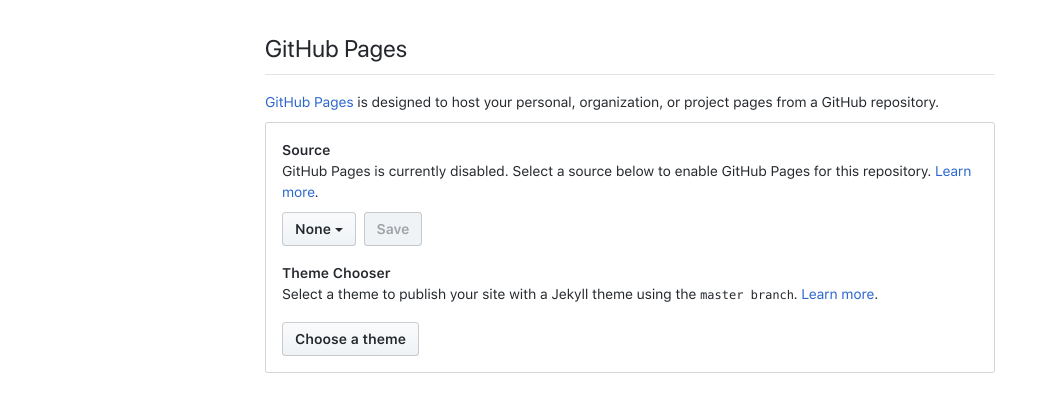 GitHub Pages
GitHub Pages is designed to host your personal, organization, or project pages from a GitHub repository.
Source
GitHub Pages is currently disabled. Select a source below to enable GitHub Pages for this repository. Learn
more.
None Save
Theme Chooser
Select a theme to publish your site with a Jekyll theme using the master branch. Learn more.
Choose a theme